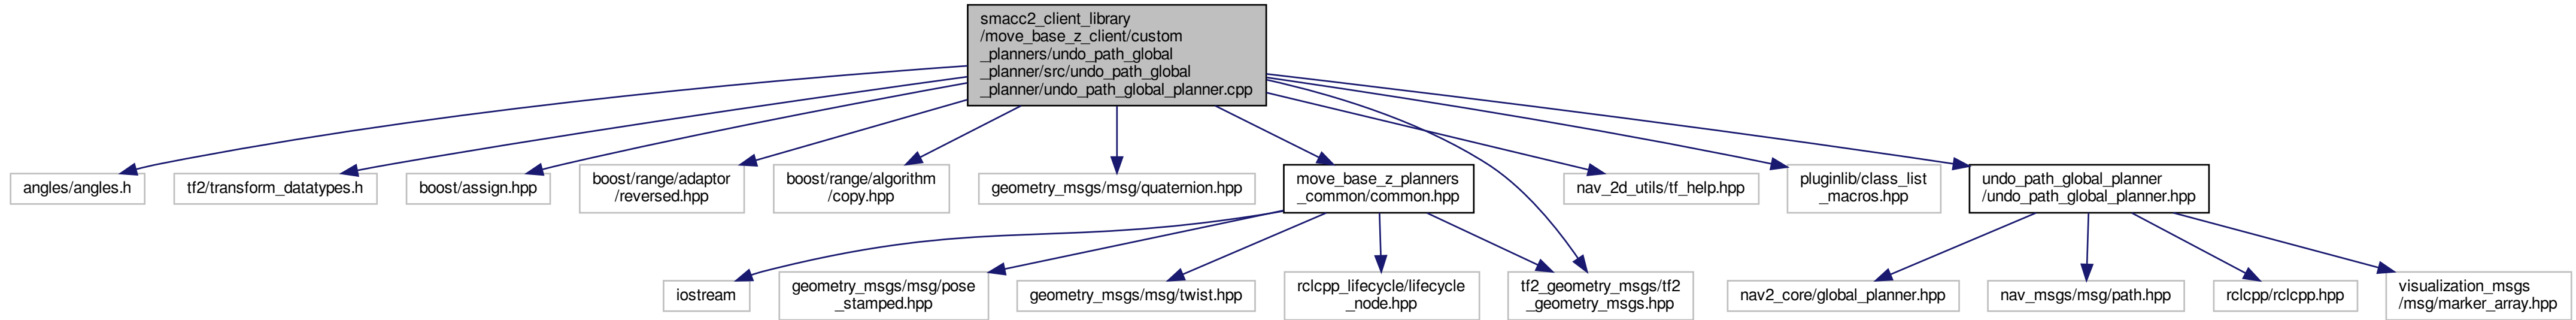 smacc2_client_library
/move_base_z_client/custom
_planners/undo_path_global
_planner/src/undo_path_global
_planner/undo_path_global_planner.cpp
angles/angles.h
tf2/transform_datatypes.h
boost/assign.hpp
boost/range/adaptor
/reversed.hpp
boost/range/algorithm
/copy.hpp
geometry_msgs/msg/quaternion.hpp
move_base_z_planners
_common/common.hpp
nav_2d_utils/tf_help.hpp
pluginlib/class_list
_macros.hpp
undo_path_global_planner
/undo_path_global_planner.hpp
iostream
geometry_msgs/msg/pose
_stamped.hpp
geometry_msgs/msg/twist.hpp
rclcpp_lifecycle/lifecycle
_node.hpp
tf2_geometry_msgs/tf2
_geometry_msgs.hpp
nav2_core/global_planner.hpp
nav_msgs/msg/path.hpp
rclcpp/rclcpp.hpp
visualization_msgs
/msg/marker_array.hpp